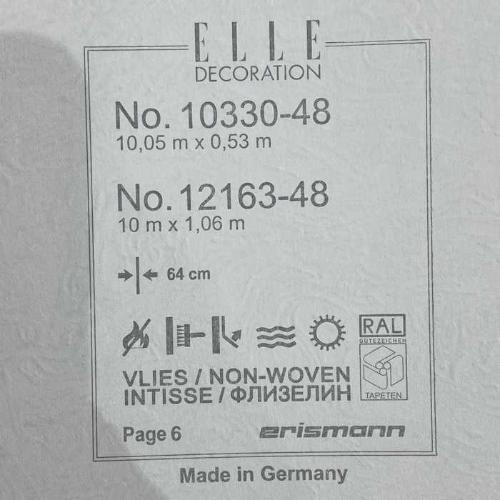 ELLE
DECORATION
No. 10330-48
10,05 m x 0,53 m
No. 12163-48
10 m x 1,06 m
64 cm
RAL
GÜTEZEICHEN
TAPETEN
VLIES / NON-WOVEN
INTISSE / ФЛИЗЕЛИН
Page 6
erismann
Made in Germany